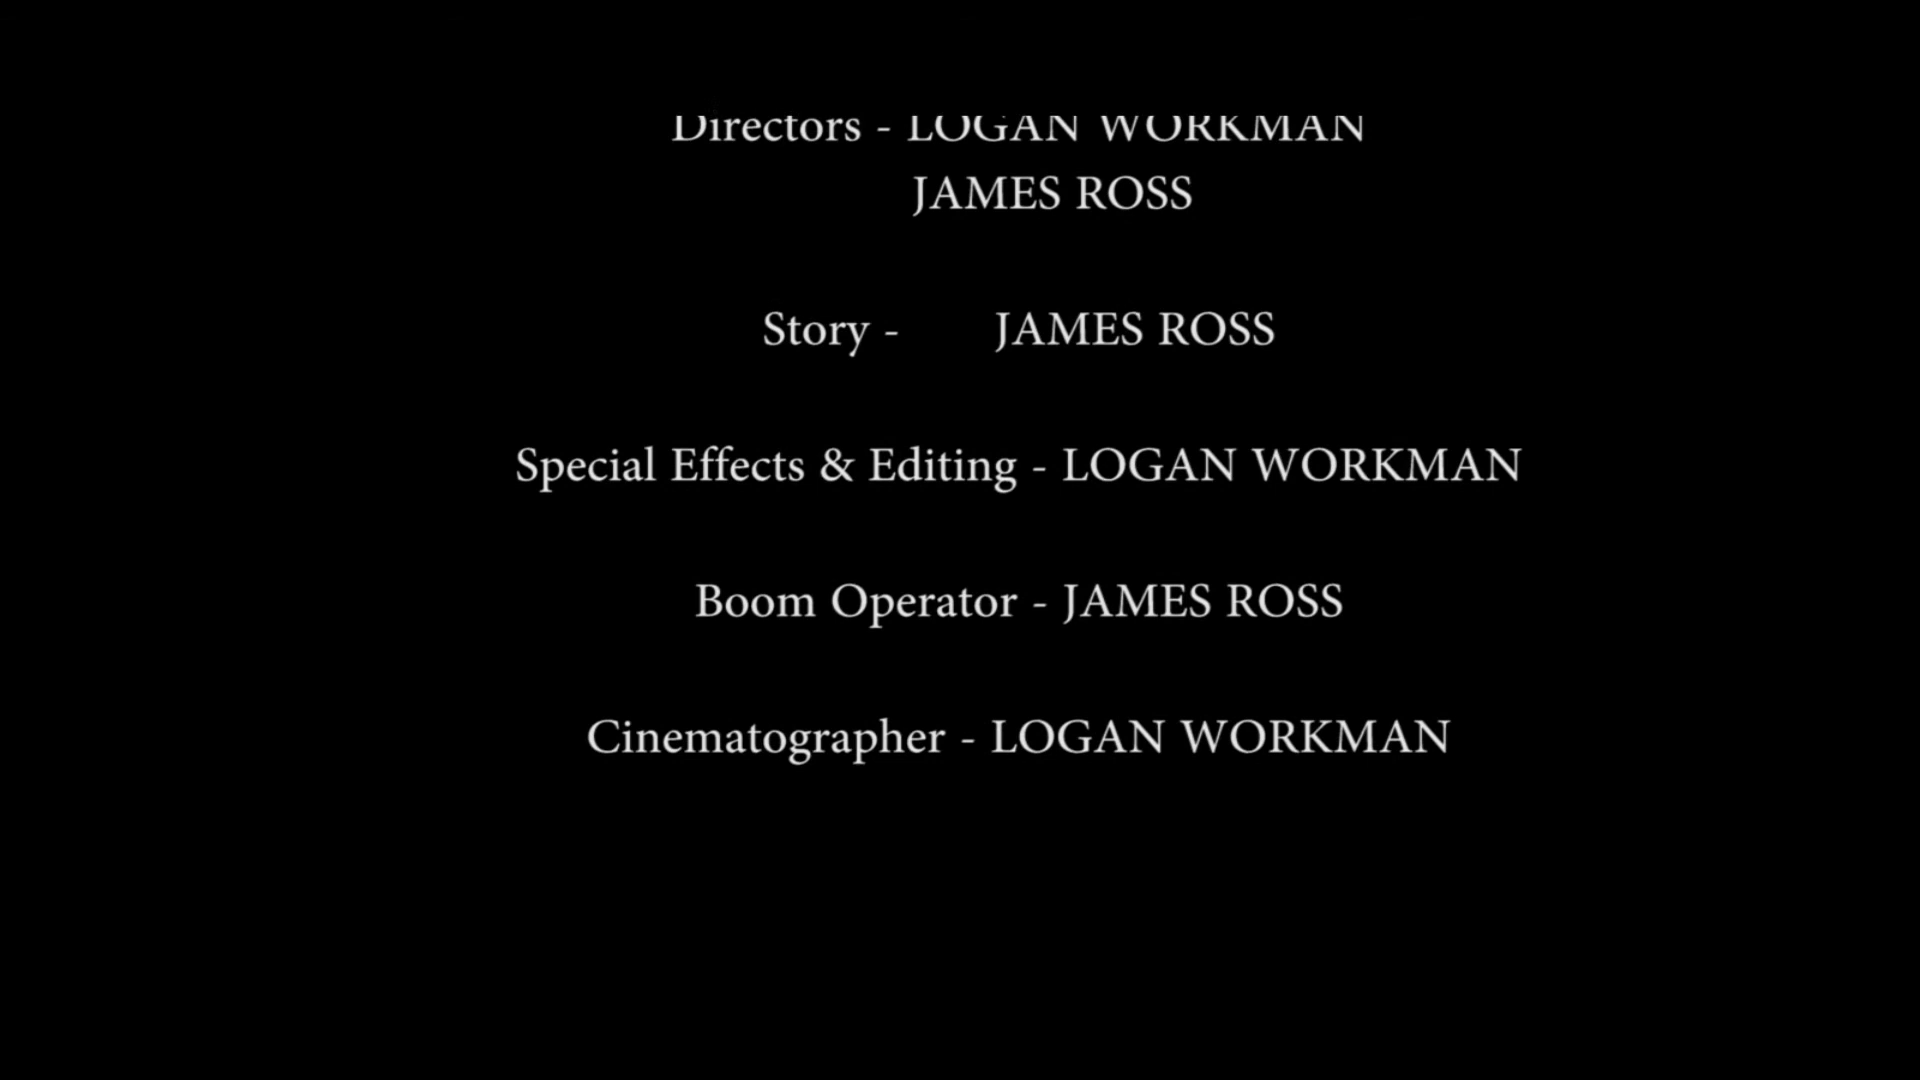 Directors - LOGAN WORKMAN
JAMES ROSS
Story - JAMES ROSS
Special Effects & Editing - LOGAN WORKMAN
Boom Operator - JAMES ROSS
Cinematographer - LOGAN WORKMAN